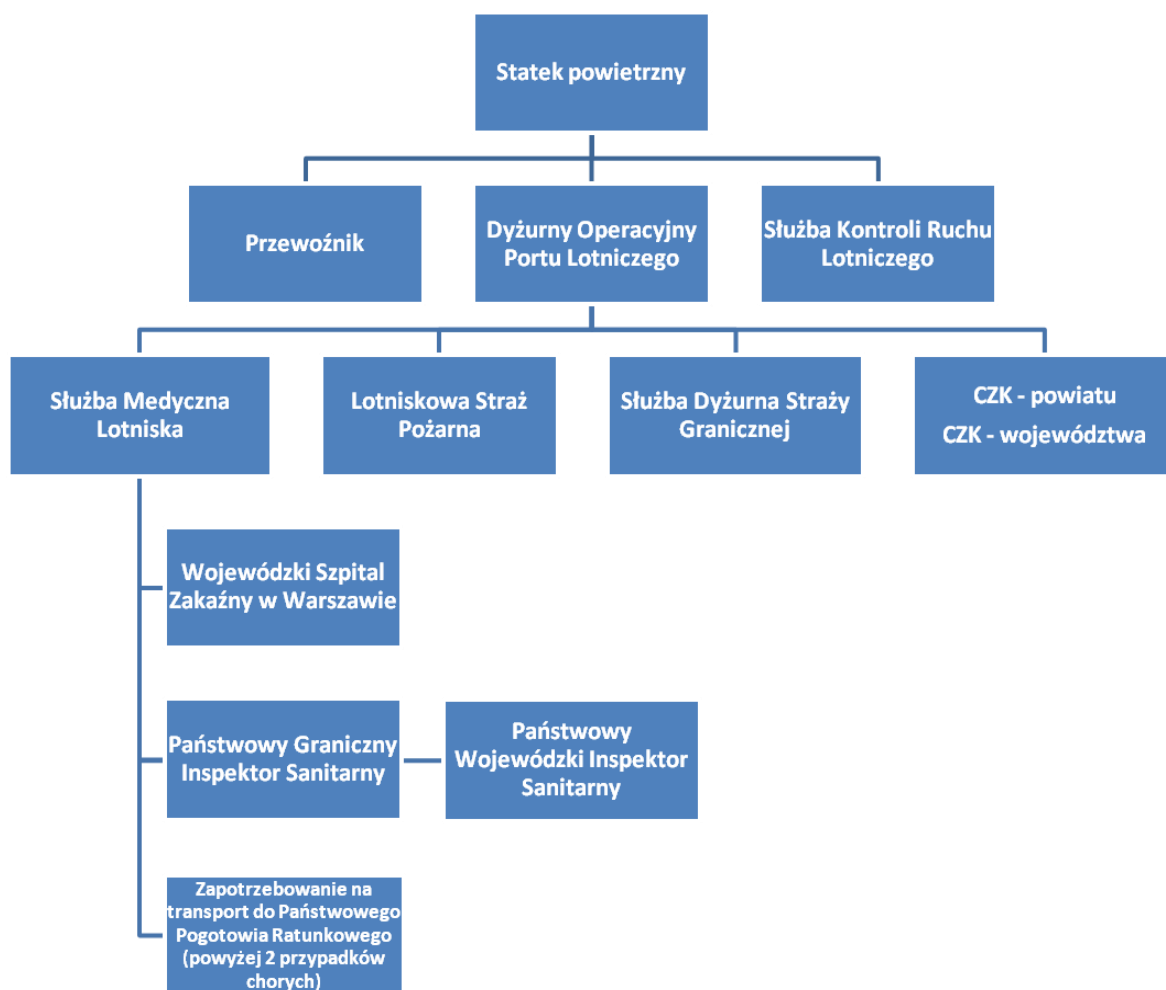 Statek powietrzny
Przewoźnik
Dyżurny Operacyjny
Portu Lotniczego
Służba Kontroli Ruchu
Lotniczego
Służba Medyczna
Lotniska
Lotniskowa Straż
Pożarna
Służba Dyżurna Straży
Granicznej
CZK - powiatu
CZK - województwa
Wojewódzki Szpital
Zakaźny w Warszawie
Państwowy Graniczny
Inspektor Sanitarny
Państwowy
Wojewódzki Inspektor
Sanitarny
Zapotrzebowanie na
transport do Państwowego
Pogotowia Ratunkowego
(powyżej 2 przypadków
chorych)